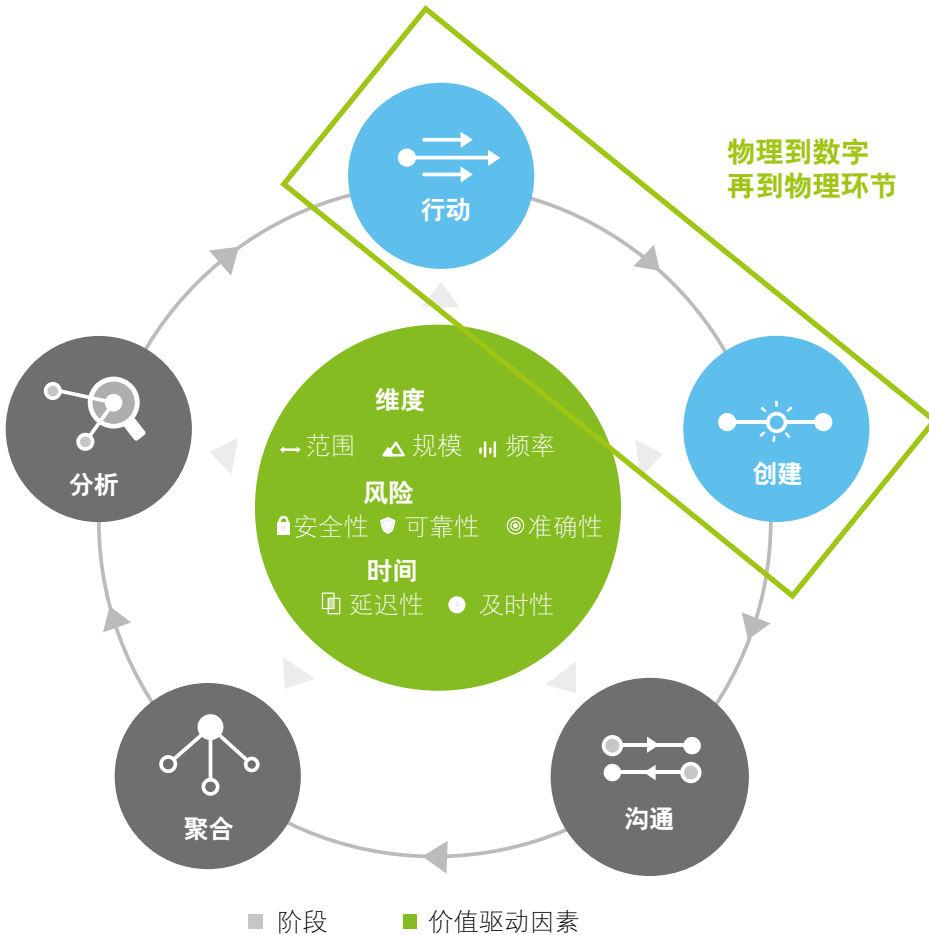 物理到数字
再到物理环节
行动
创建
分析
维度
范围 规模 频率
风险
安全性 可靠性 准确性
时间
延迟性 及时性
聚合
沟通
阶段 价值驱动因素